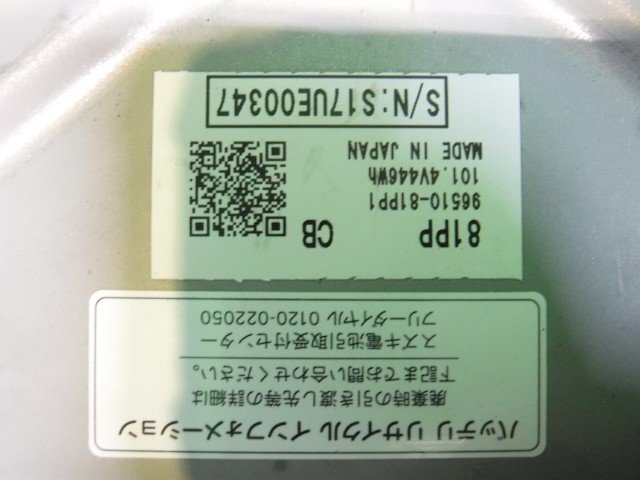 バッテリ リサイクル インフォメーション
廃棄時の引き渡し先等の詳細は
下記までお問い合わせください。
スズキ電池引取受付センター
フリーダイヤル 0120-022050
81PP CB
96510-81PP1
101.4V446Wh
MADE IN JAPAN
S/N:S17UE00347